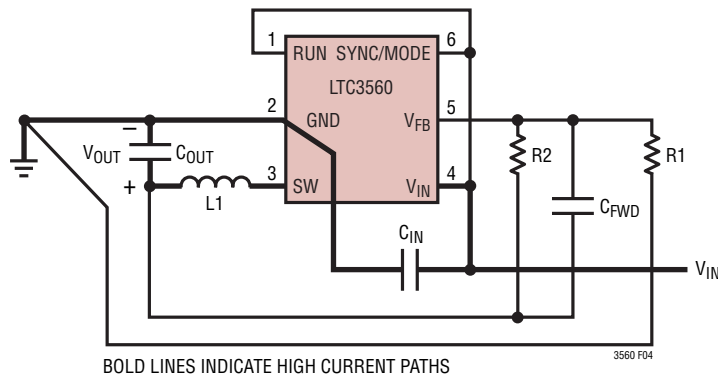 1 RUN SYNC/MODE 6
LTC3560
2 GND VFB 5
VOUT − COUT
+ L1 3 SW VIN 4
R2 R1
CFWD
CIN
VIN
3560 F04
BOLD LINES INDICATE HIGH CURRENT PATHS